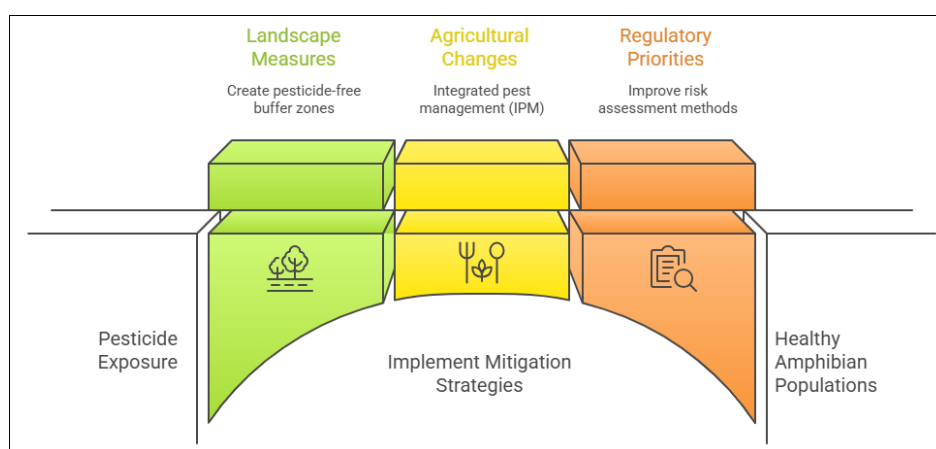 Landscape
Measures
Create pesticide-free
buffer zones
Agricultural
Changes
Integrated pest
management (IPM)
Regulatory
Priorities
Improve risk
assessment methods
Pesticide
Exposure
Implement Mitigation
Strategies
Healthy
Amphibian
Populations